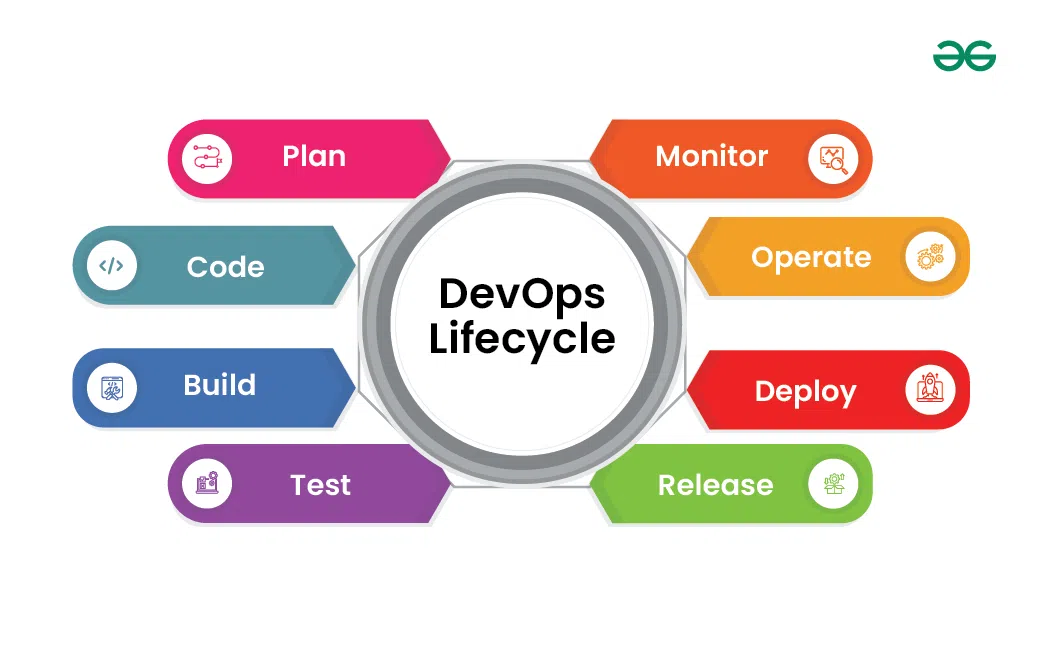 Plan
Monitor
Code
Operate
DevOps
Lifecycle
Build
Deploy
Test
Release